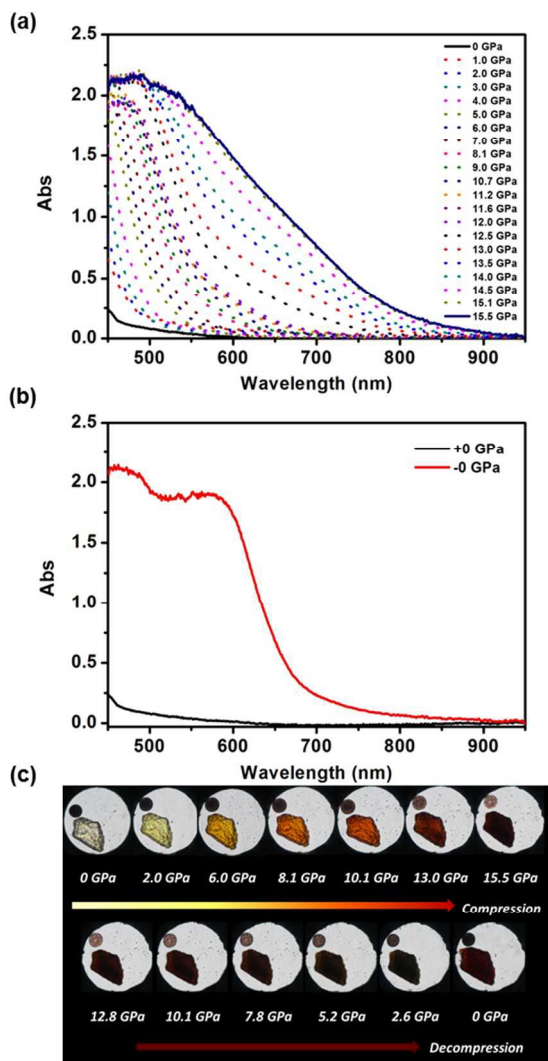 (a)
2.5
2.0
1.5
1.0
0.5
0.0
Abs
500 600 700 800 900
Wavelength (nm)
0 GPa
1.0 GPa
2.0 GPa
3.0 GPa
4.0 GPa
5.0 GPa
6.0 GPa
7.0 GPa
8.1 GPa
9.0 GPa
10.7 GPa
11.2 GPa
11.6 GPa
12.0 GPa
12.5 GPa
13.0 GPa
13.5 GPa
14.0 GPa
14.5 GPa
15.1 GPa
15.5 GPa
(b)
2.5
2.0
1.5
1.0
0.5
0.0
Abs
500 600 700 800 900
Wavelength (nm)
+0 GPa
-0 GPa
(c)
0 GPa 2.0 GPa 6.0 GPa 8.1 GPa 10.1 GPa 13.0 GPa 15.5 GPa
Compression
12.8 GPa 10.1 GPa 7.8 GPa 5.2 GPa 2.6 GPa 0 GPa
Decompression